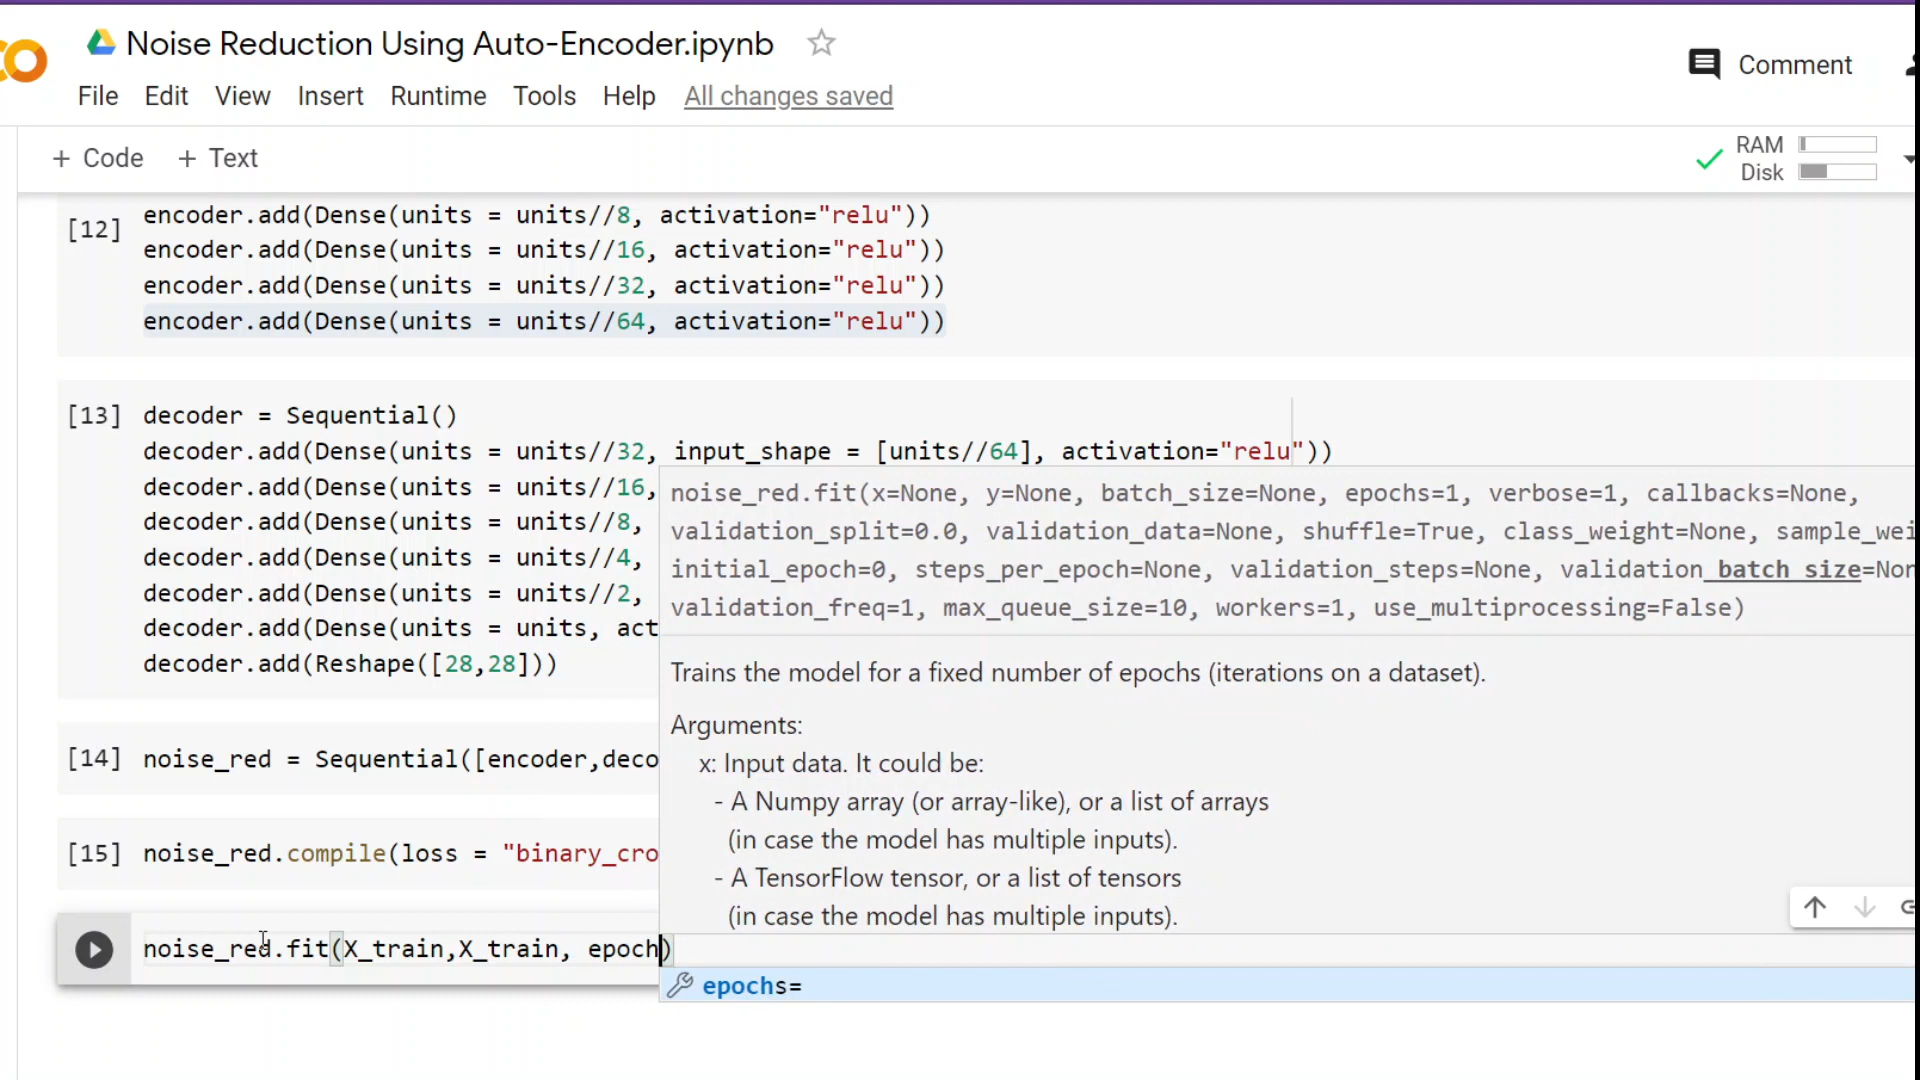 Noise Reduction Using Auto-Encoder.ipynb
Comment
File Edit View Insert Runtime Tools Help All changes saved
+ Code + Text
RAM
Disk
[12]
encoder.add(Dense(units = units//8, activation="relu"))
encoder.add(Dense(units = units//16, activation="relu"))
encoder.add(Dense(units = units//32, activation="relu"))
encoder.add(Dense(units = units//64, activation="relu"))
[13] decoder = Sequential()
decoder.add(Dense(units = units//32, input_shape = [units//64], activation="relu"))
decoder.add(Dense(units = units//16,
decoder.add(Dense(units = units//8,
decoder.add(Dense(units = units//4,
decoder.add(Dense(units = units//2,
decoder.add(Dense(units = units, act
decoder.add(Reshape([28,28]))
[14] noise_red = Sequential([encoder,deco
[15] noise_red.compile(loss = "binary_cro
noise_red.fit(X_train,X_train, epoch)
noise_red.fit(x=None, y=None, batch_size=None, epochs=1, verbose=1, callbacks=None,
validation_split=0.0, validation_data=None, shuffle=True, class_weight=None, sample_wei
initial_epoch=0, steps_per_epoch=None, validation_steps=None, validation_batch_size=Non
validation_freq=1, max_queue_size=10, workers=1, use_multiprocessing=False)
Trains the model for a fixed number of epochs (iterations on a dataset).
Arguments:
x: Input data. It could be:
- A Numpy array (or array-like), or a list of arrays
(in case the model has multiple inputs).
- A TensorFlow tensor, or a list of tensors
(in case the model has multiple inputs).
epochs=